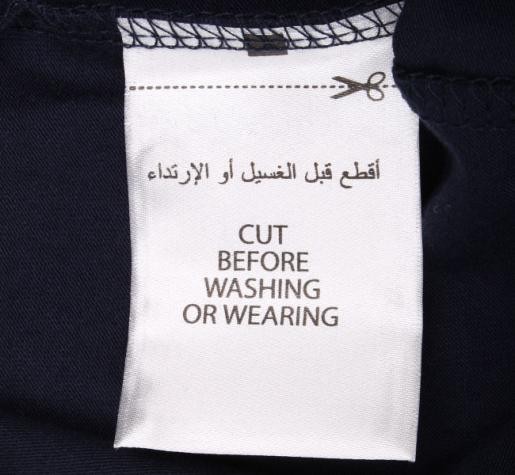 أقطع قبل الغسيل أو الإرتداء
CUT
BEFORE
WASHING
OR WEARING